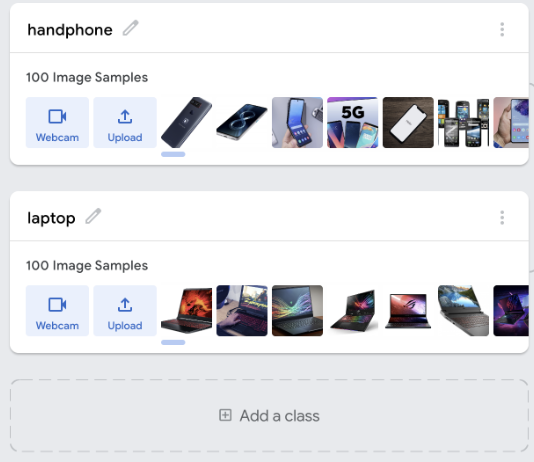 handphone
100 Image Samples
Webcam
Upload
5G
laptop
100 Image Samples
Webcam
Upload
Add a class